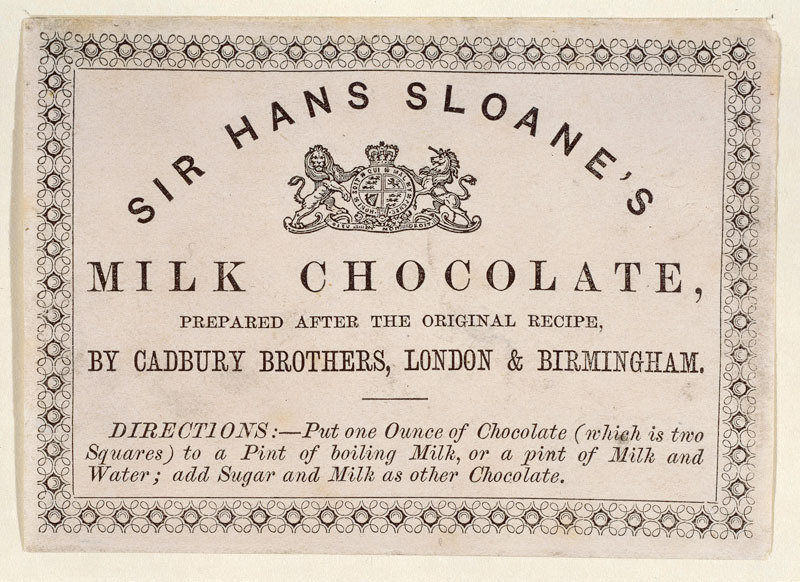 SIR HANS SLOANE'S
MILK CHOCOLATE,
PREPARED AFTER THE ORIGINAL RECIPE,
BY CADBURY BROTHERS, LONDON & BIRMINGHAM.
DIRECTIONS:—Put one Ounce of Chocolate (which is two
Squares) to a Pint of boiling Milk, or a pint of Milk and
Water; add Sugar and Milk as other Chocolate.